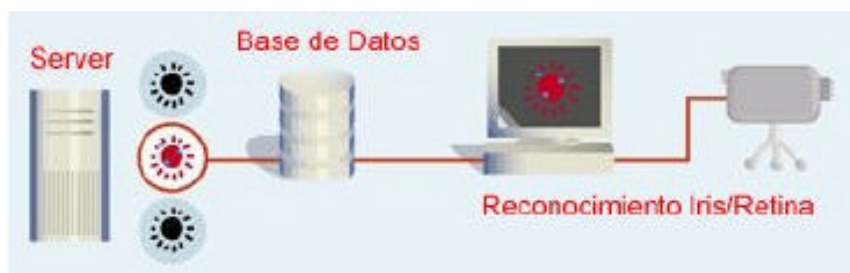 Server
Base de Datos
Reconocimiento Iris/Retina